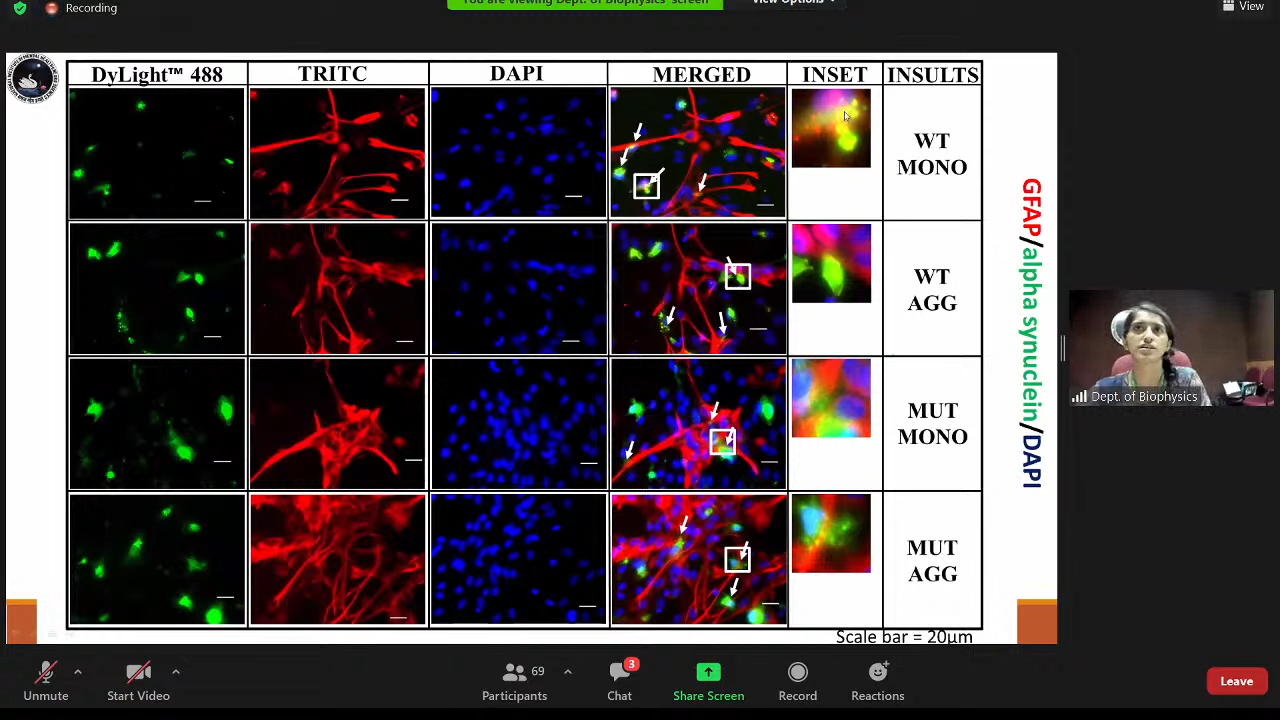 Recording
You are viewing Dept. of Biophysics' screen
View Options
View
DyLight™ 488 TRITC DAPI MERGED INSET INSULTS
WT
MONO
WT
AGG
MUT
MONO
MUT
AGG
GFAP/alpha synuclein/DAPI
Scale bar = 20µm
Dept. of Biophysics
Unmute
Start Video
69
Participants
3
Chat
Share Screen
Record
Reactions
Leave